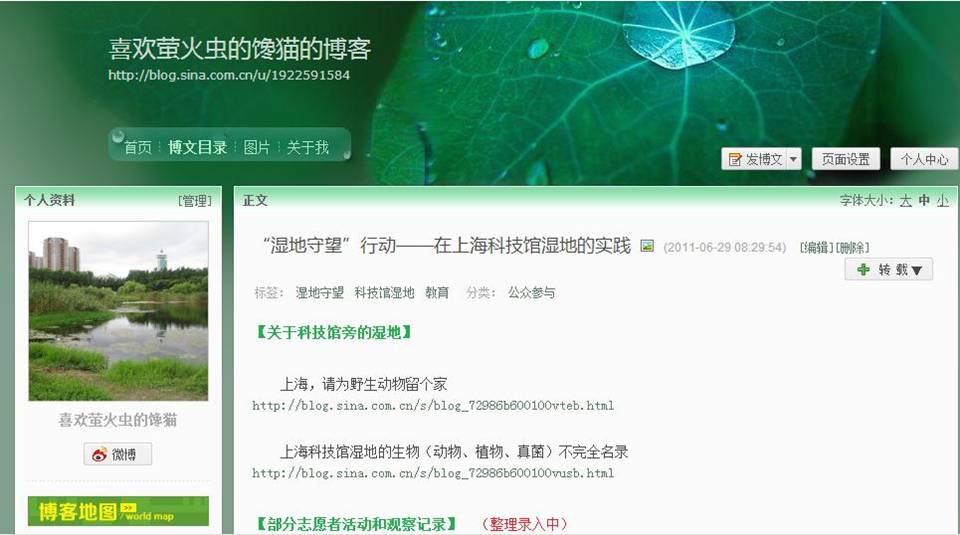 喜欢萤火虫的馋猫的博客
http://blog.sina.com.cn/u/1922591584
首页 博文目录 图片 关于我
发博文 页面设置 个人中心
个人资料 [管理]
喜欢萤火虫的馋猫
微博
博客地图 world map
正文 字体大小：大 中 小
“湿地守望”行动——在上海科技馆湿地的实践 (2011-06-29 08:29:54) [编辑][删除]
转载
标签： 湿地守望 科技馆湿地 教育 分类： 公众参与
【关于科技馆旁的湿地】
上海，请为野生动物留个家
http://blog.sina.com.cn/s/blog_72986b600100vteb.html
上海科技馆湿地的生物（动物、植物、真菌）不完全名录
http://blog.sina.com.cn/s/blog_72986b600100vusb.html
【部分志愿者活动和观察记录】 （整理录入中）